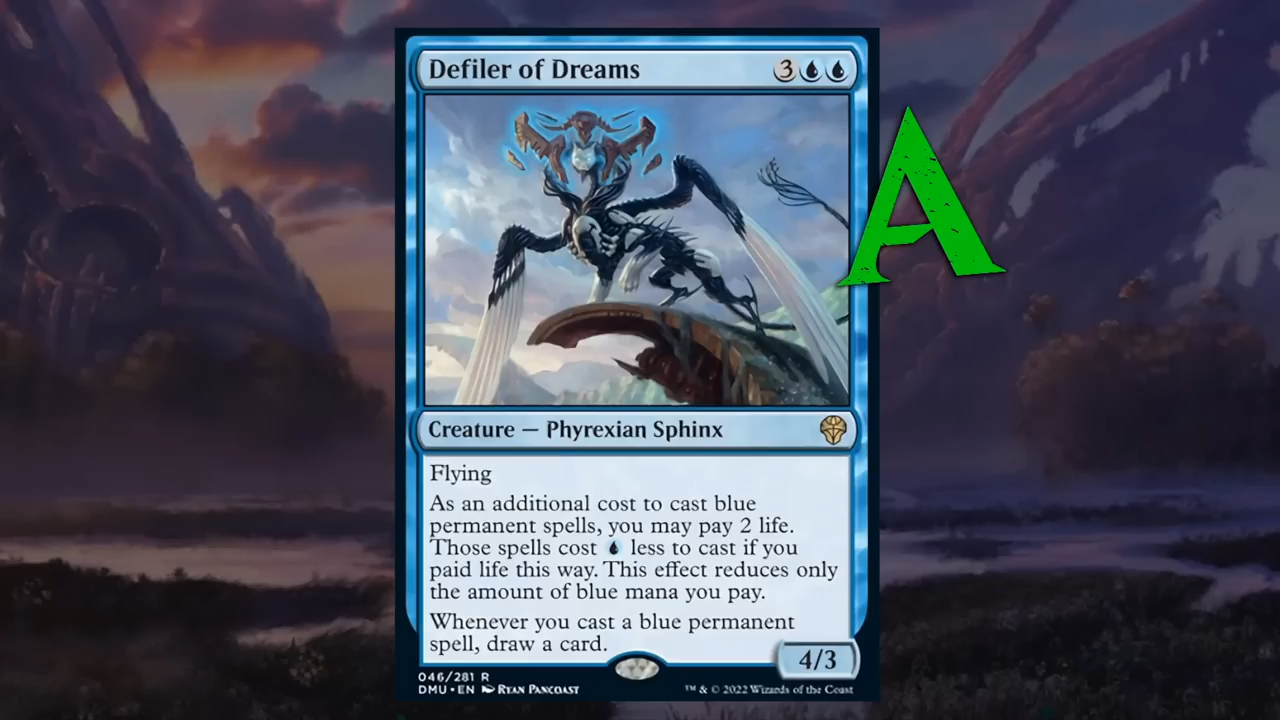 Defiler of Dreams 3
A
Creature — Phyrexian Sphinx
Flying
As an additional cost to cast blue
permanent spells, you may pay 2 life.
Those spells cost less to cast if you
paid life this way. This effect reduces only
the amount of blue mana you pay.
Whenever you cast a blue permanent
spell, draw a card.
4/3
046/281 R
DMU • EN Ryan Pancoast
™ & © 2022 Wizards of the Coast